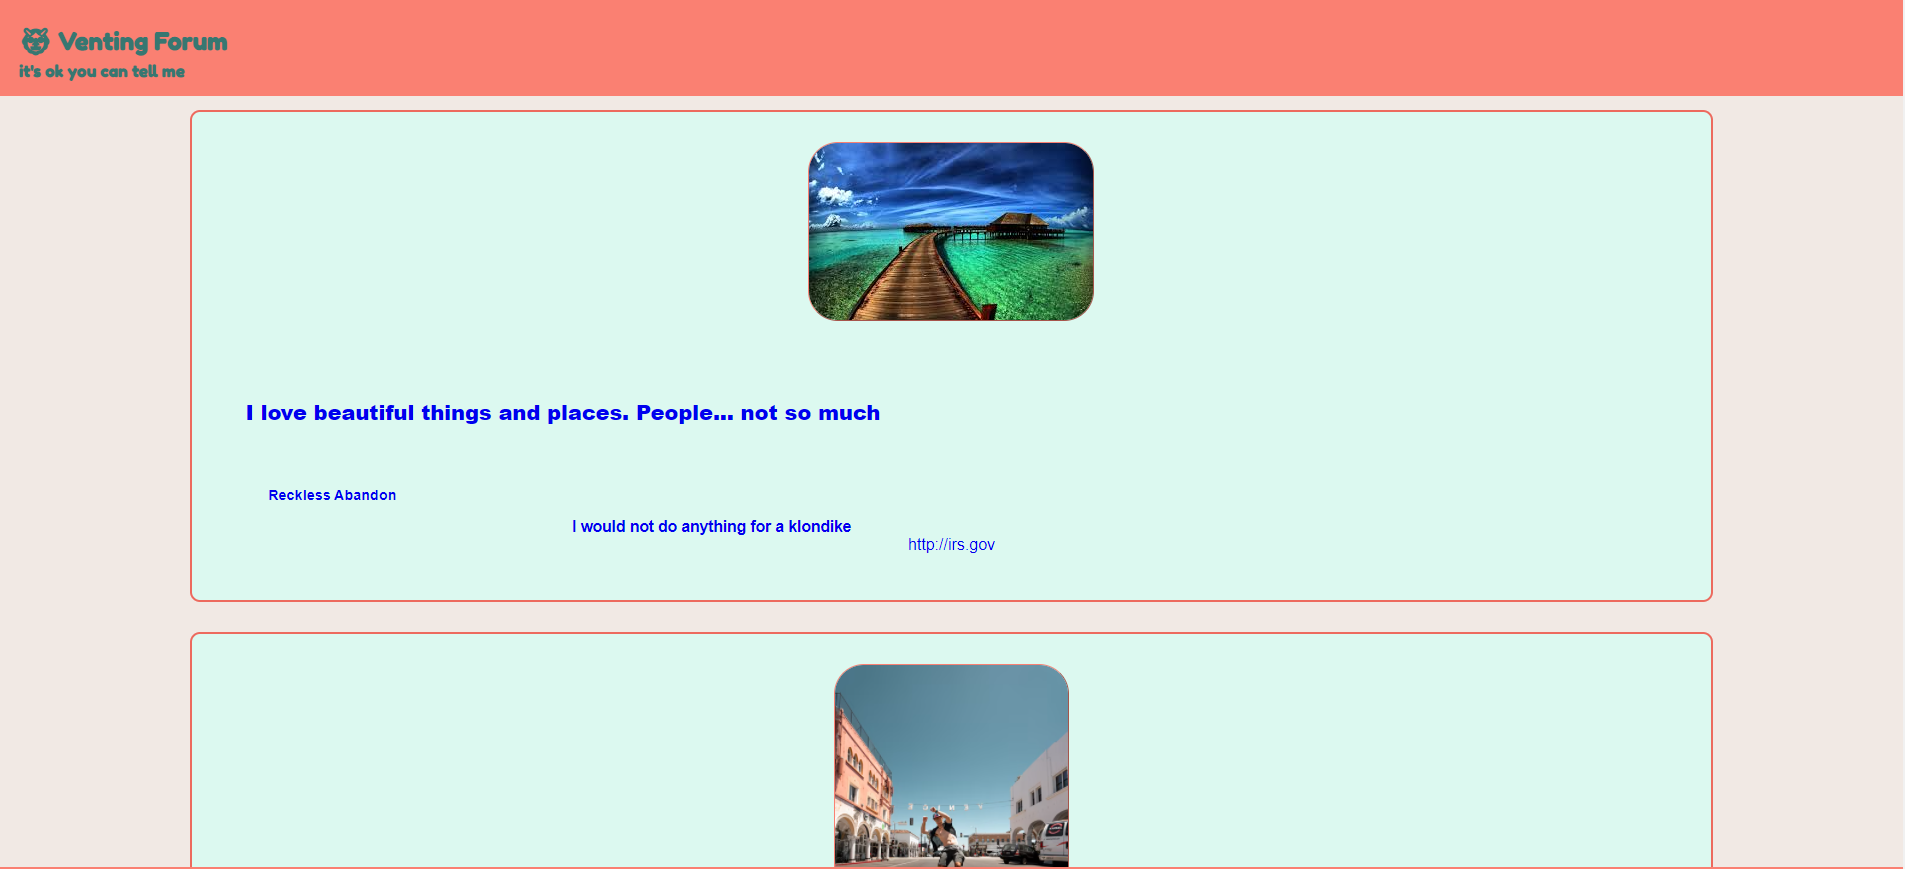 Venting Forum
it's ok you can tell me
I love beautiful things and places. People... not so much
Reckless Abandon
I would not do anything for a klondike
http://irs.gov